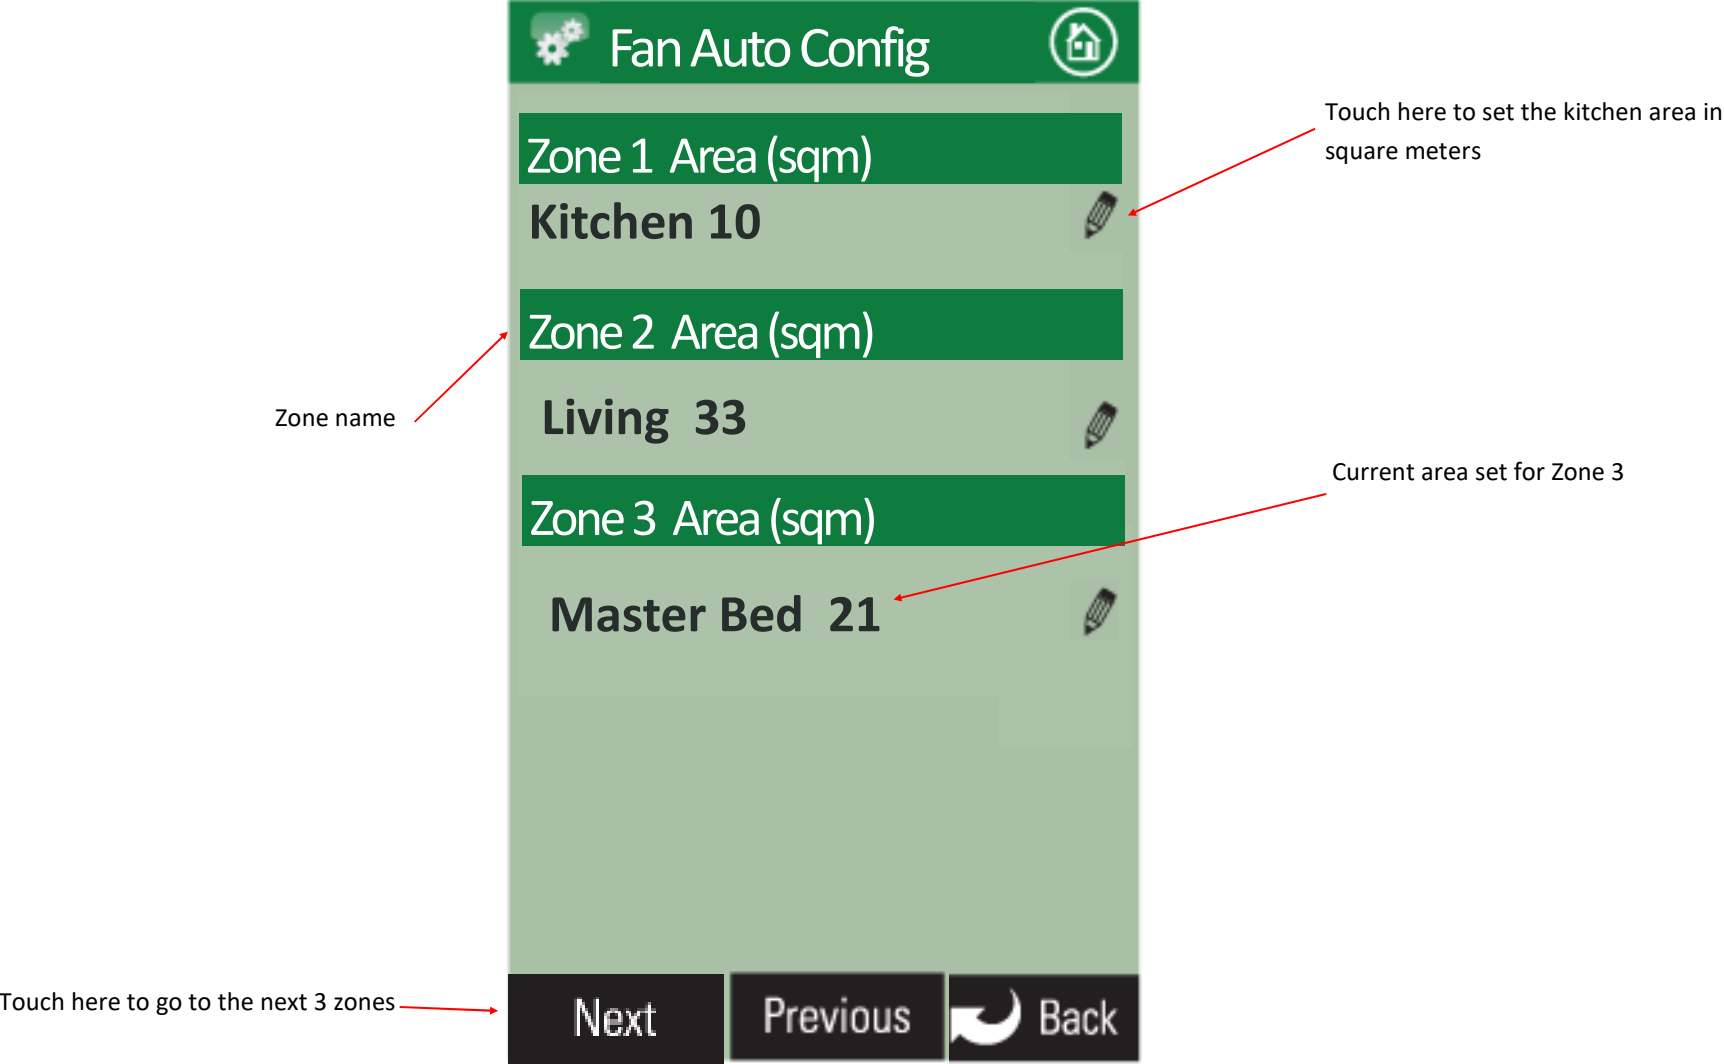 Fan Auto Config
Touch here to set the kitchen area in
square meters
Zone 1 Area (sqm)
Kitchen 10
Zone 2 Area (sqm)
Zone name
Living 33
Current area set for Zone 3
Zone 3 Area (sqm)
Master Bed 21
Touch here to go to the next 3 zones
Next
Previous
Back